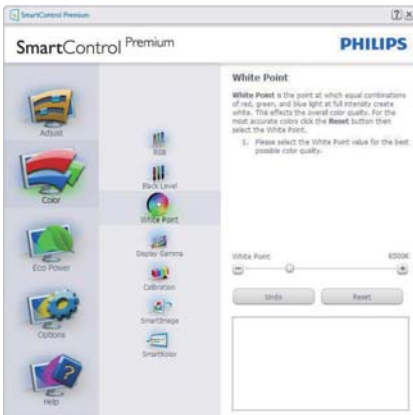 SmartControl Premium
SmartControl Premium
PHILIPS
Adjust
Color
Eco Power
Options
Help
RGB
Black Level
White Point
Display Gamma
Calibration
SmartImage
SmartKolor
White Point
White Point is the point at which equal combinations
of red, green, and blue light at full intensity create
white. This effects the overall color quality. For the
most accurate colors click the Reset button then
select the White Point.
1. Please select the White Point value for the best
possible color quality.
White Point 6500K
Undo Reset